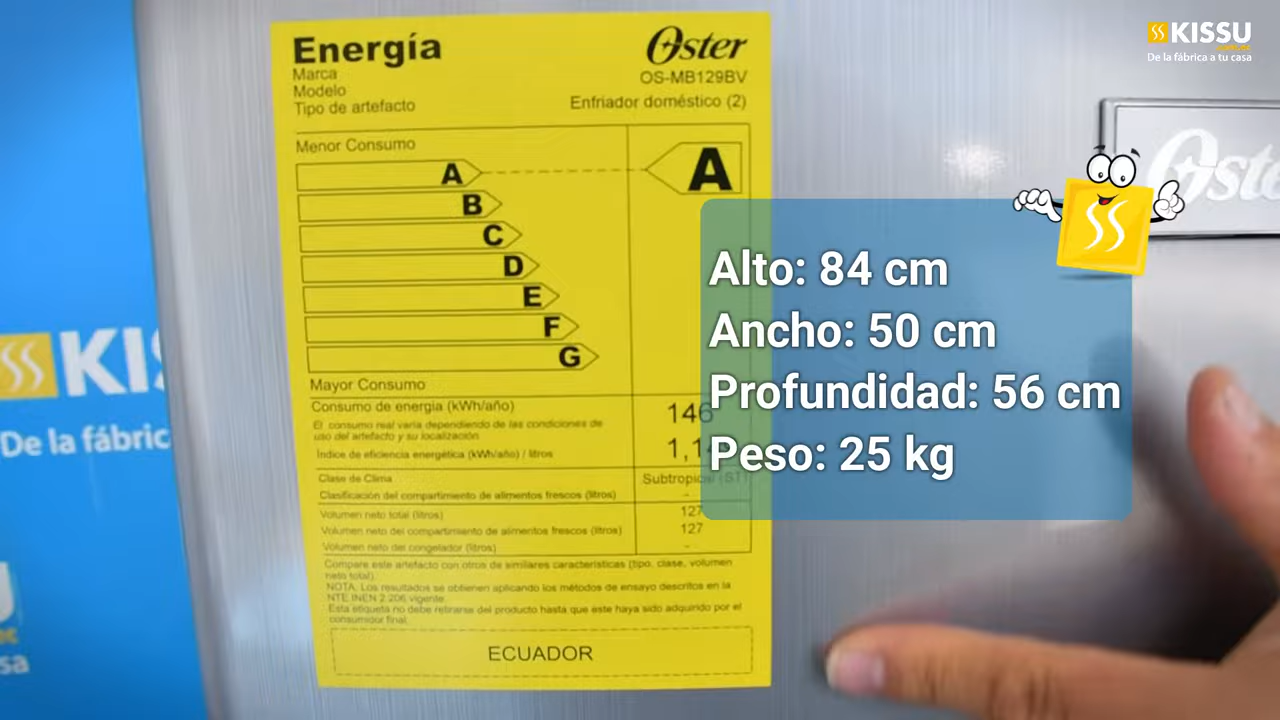 Energía
Oster
Marca
Modelo
OS-MB129BV
Tipo de artefacto
Enfriador doméstico (2)
Menor Consumo
A
A
B
C
D
E
F
G
Mayor Consumo
Consumo de energía (kWh/año)
146
El consumo real varía dependiendo de las condiciones de
uso del artefacto y su localización
Índice de eficiencia energética (kWh/año) / litros
1,1
Clase de Clima
Subtropical (ST)
Clasificación del compartimiento de alimentos frescos (litros)
-
Volumen neto total (litros)
127
Volumen neto del compartimiento de alimentos frescos (litros)
127
Volumen neto del congelador (litros)
-
Compare este artefacto con otros de similares características (tipo, clase, volumen
neto total).
NOTA. Los resultados se obtienen aplicando los métodos de ensayo descritos en la
NTE INEN 2 206 vigente.
Esta etiqueta no debe retirarse del producto hasta que este haya sido adquirido por el
consumidor final.
ECUADOR
Alto: 84 cm
Ancho: 50 cm
Profundidad: 56 cm
Peso: 25 kg
KISSU
De la fábrica a tu casa
Oste
KIS
De la fábric
U
sa